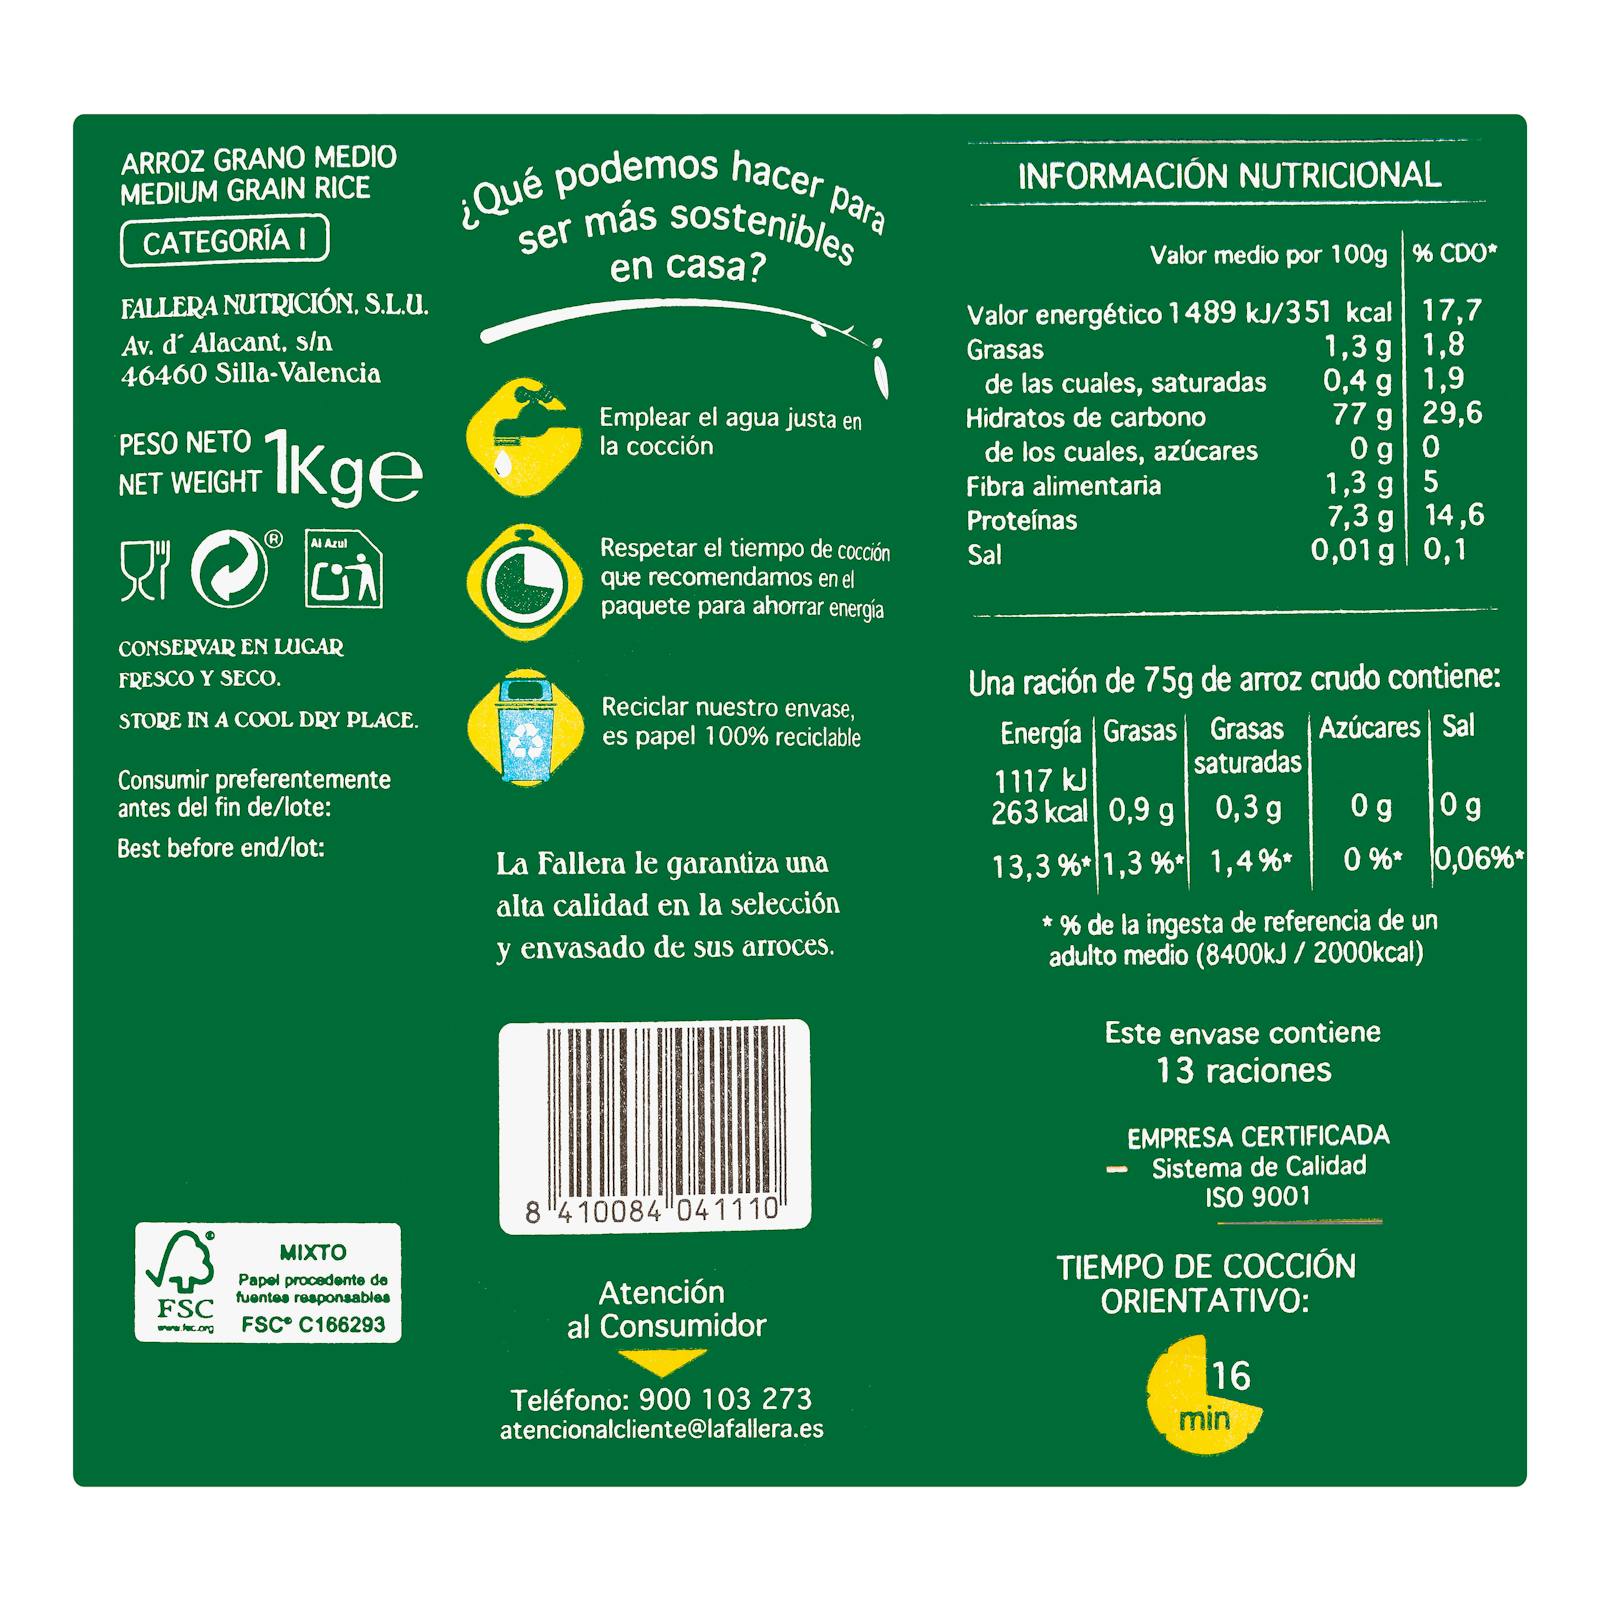 ARROZ GRANO MEDIO
MEDIUM GRAIN RICE
CATEGORÍA I
FALLERA NUTRICIÓN, S.L.U.
Av. d´ Alacant, s/n
46460 Silla-Valencia
PESO NETO
NET WEIGHT
1Kg e
®
Al Azul
CONSERVAR EN LUGAR
FRESCO Y SECO.
STORE IN A COOL DRY PLACE.
Consumir preferentemente
antes del fin de/lote:
Best before end/lot:
®
FSC
www.fsc.org
MIXTO
Papel procedente de
fuentes responsables
FSC® C166293
¿Qué podemos hacer para
ser más sostenibles
en casa?
Emplear el agua justa en
la cocción
Respetar el tiempo de cocción
que recomendamos en el
paquete para ahorrar energía
Reciclar nuestro envase,
es papel 100% reciclable
La Fallera le garantiza una
alta calidad en la selección
y envasado de sus arroces.
8 410084 041110
Atención
al Consumidor
Teléfono: 900 103 273
atencionalcliente@lafallera.es
INFORMACIÓN NUTRICIONAL
Valor medio por 100g % CDO*
Valor energético 1489 kJ/351 kcal 17,7
Grasas 1,3 g 1,8
de las cuales, saturadas 0,4 g 1,9
Hidratos de carbono 77 g 29,6
de los cuales, azúcares 0 g 0
Fibra alimentaria 1,3 g 5
Proteínas 7,3 g 14,6
Sal 0,01 g 0,1
Una ración de 75g de arroz crudo contiene:
Energía Grasas Grasas Azúcares Sal
saturadas
1117 kJ
263 kcal 0,9 g 0,3 g 0 g 0 g
13,3 %* 1,3 %* 1,4 %* 0 %* 0,06%*
* % de la ingesta de referencia de un
adulto medio (8400kJ / 2000kcal)
Este envase contiene
13 raciones
EMPRESA CERTIFICADA
Sistema de Calidad
ISO 9001
TIEMPO DE COCCIÓN
ORIENTATIVO:
16
min